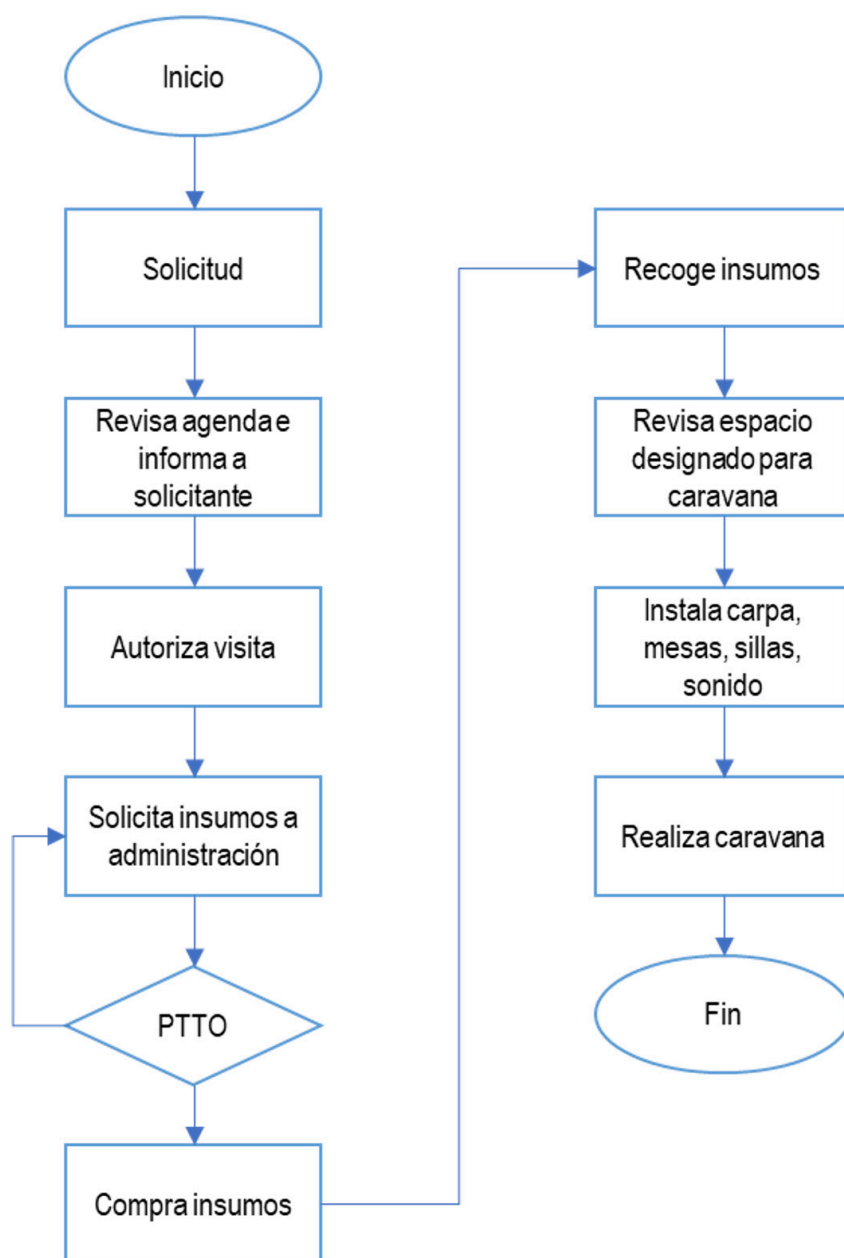 Inicio
Solicitud
Revisa agenda e
informa a
solicitante
Autoriza visita
Solicita insumos a
administración
PTTO
Compra insumos
Recoge insumos
Revisa espacio
designado para
caravana
Instala carpa,
mesas, sillas,
sonido
Realiza caravana
Fin